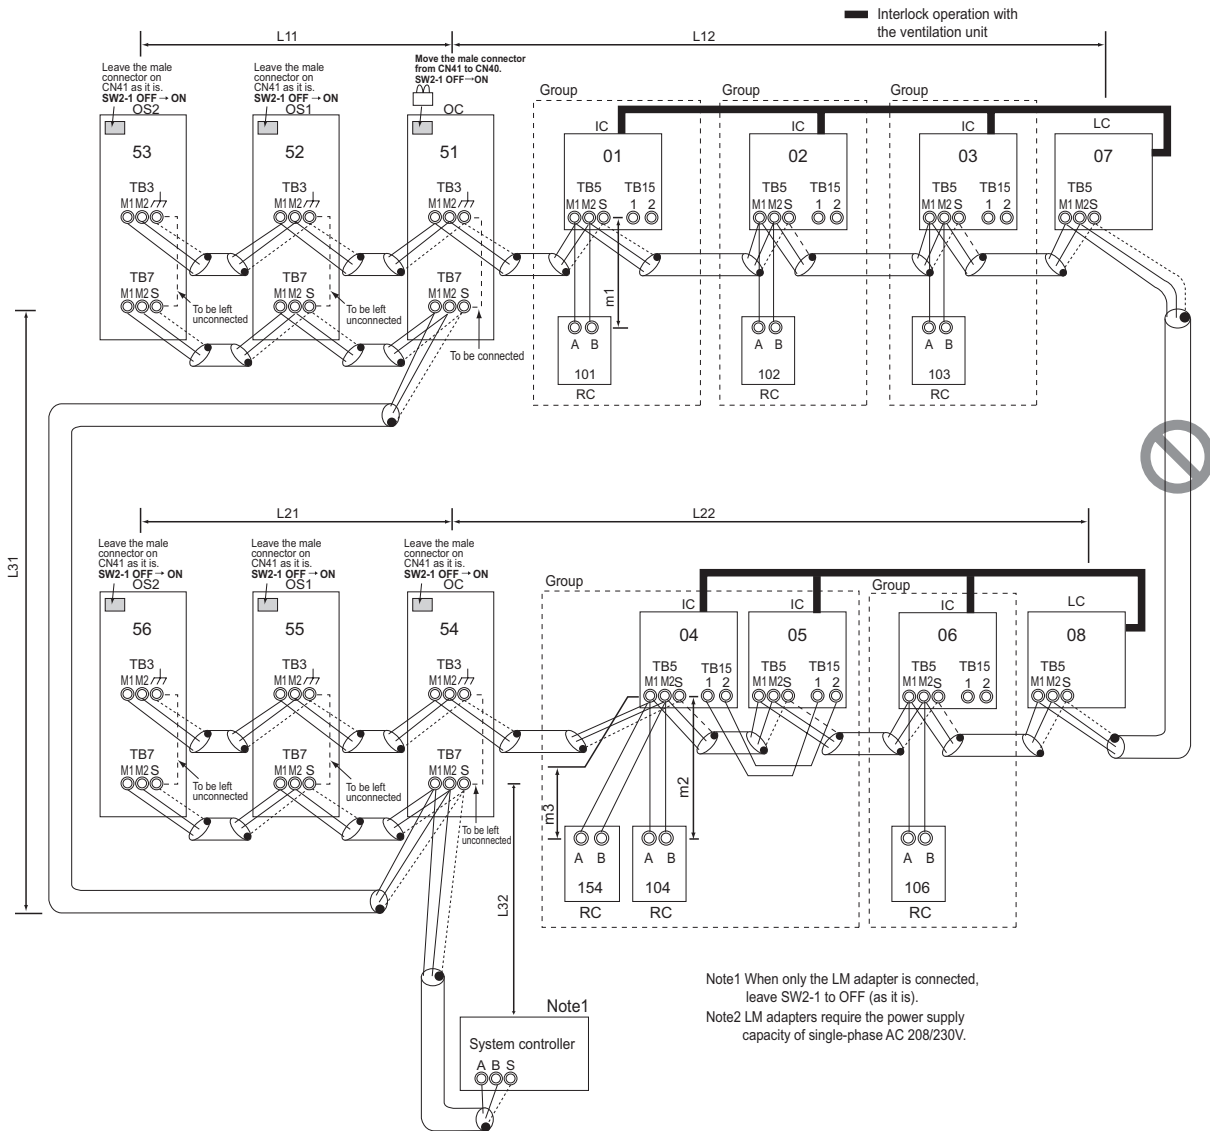 Interlock operation with
the ventilation unit
L11
L12
Leave the male
connector on
CN41 as it is.
SW2-1 OFF → ON
OS2
Leave the male
connector on
CN41 as it is.
SW2-1 OFF → ON
OS1
Move the male connector
from CN41 to CN40.
SW2-1 OFF→ON
OC
53
TB3
M1 M2
TB7
M1 M2 S
To be left
unconnected
52
TB3
M1 M2
TB7
M1 M2 S
To be left
unconnected
51
TB3
M1 M2
TB7
M1 M2 S
To be connected
Group
IC
01
TB5 TB15
M1 M2 S 1 2
m1
A B
101
RC
Group
IC
02
TB5 TB15
M1 M2 S 1 2
A B
102
RC
Group
IC
03
TB5 TB15
M1 M2 S 1 2
A B
103
RC
LC
07
TB5
M1 M2 S
L31
L21
L22
Leave the male
connector on
CN41 as it is.
SW2-1 OFF → ON
OS2
Leave the male
connector on
CN41 as it is.
SW2-1 OFF → ON
OS1
Leave the male
connector on
CN41 as it is.
SW2-1 OFF → ON
OC
56
TB3
M1 M2
TB7
M1 M2 S
To be left
unconnected
55
TB3
M1 M2
TB7
M1 M2 S
To be left
unconnected
54
TB3
M1 M2
TB7
M1 M2 S
To be left
unconnected
Group
IC
04
TB5 TB15
M1 M2 S 1 2
IC
05
TB5 TB15
M1 M2 S 1 2
m3
m2
A B
154
RC
A B
104
RC
Group
IC
06
TB5 TB15
M1 M2 S 1 2
A B
106
RC
LC
08
TB5
M1 M2 S
L32
Note1
System controller
A B S
Note1 When only the LM adapter is connected,
leave SW2-1 to OFF (as it is).
Note2 LM adapters require the power supply
capacity of single-phase AC 208/230V.